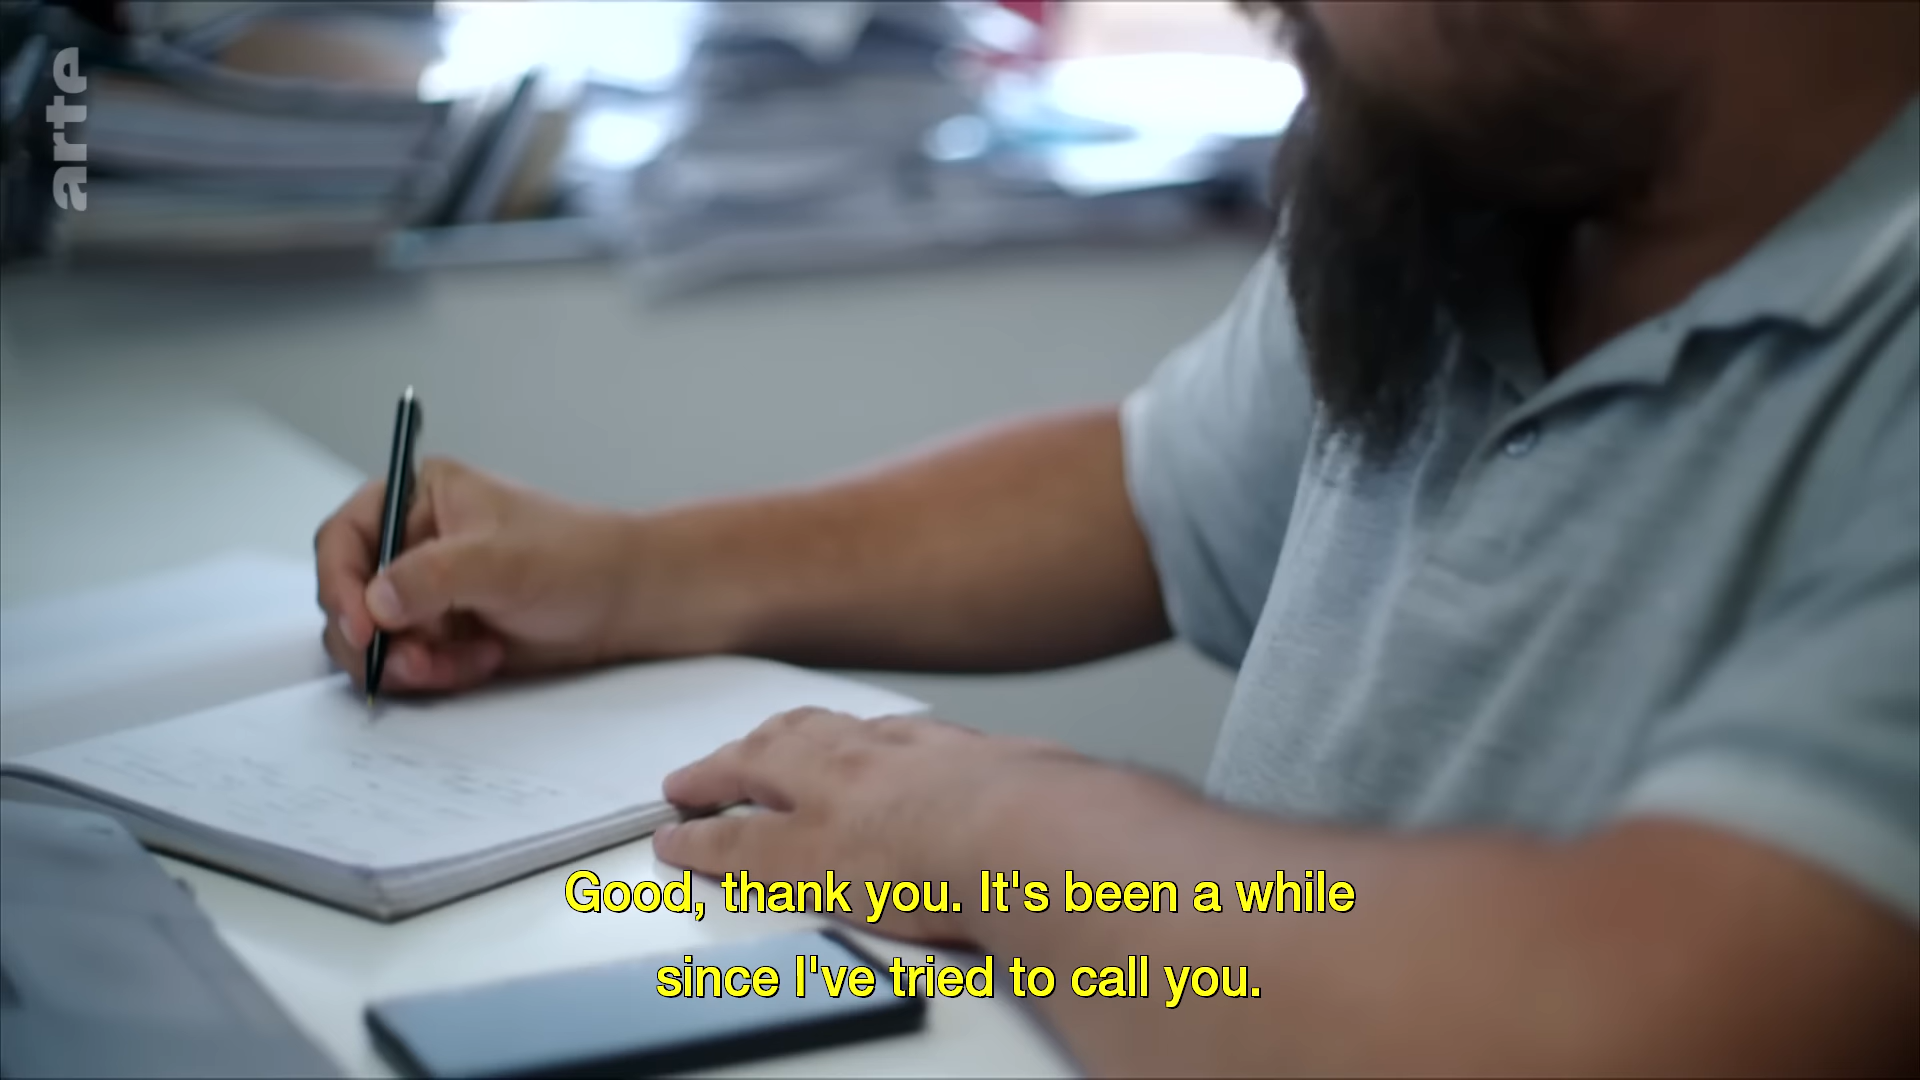 arte
Good, thank you. It's been a while
since I've tried to call you.